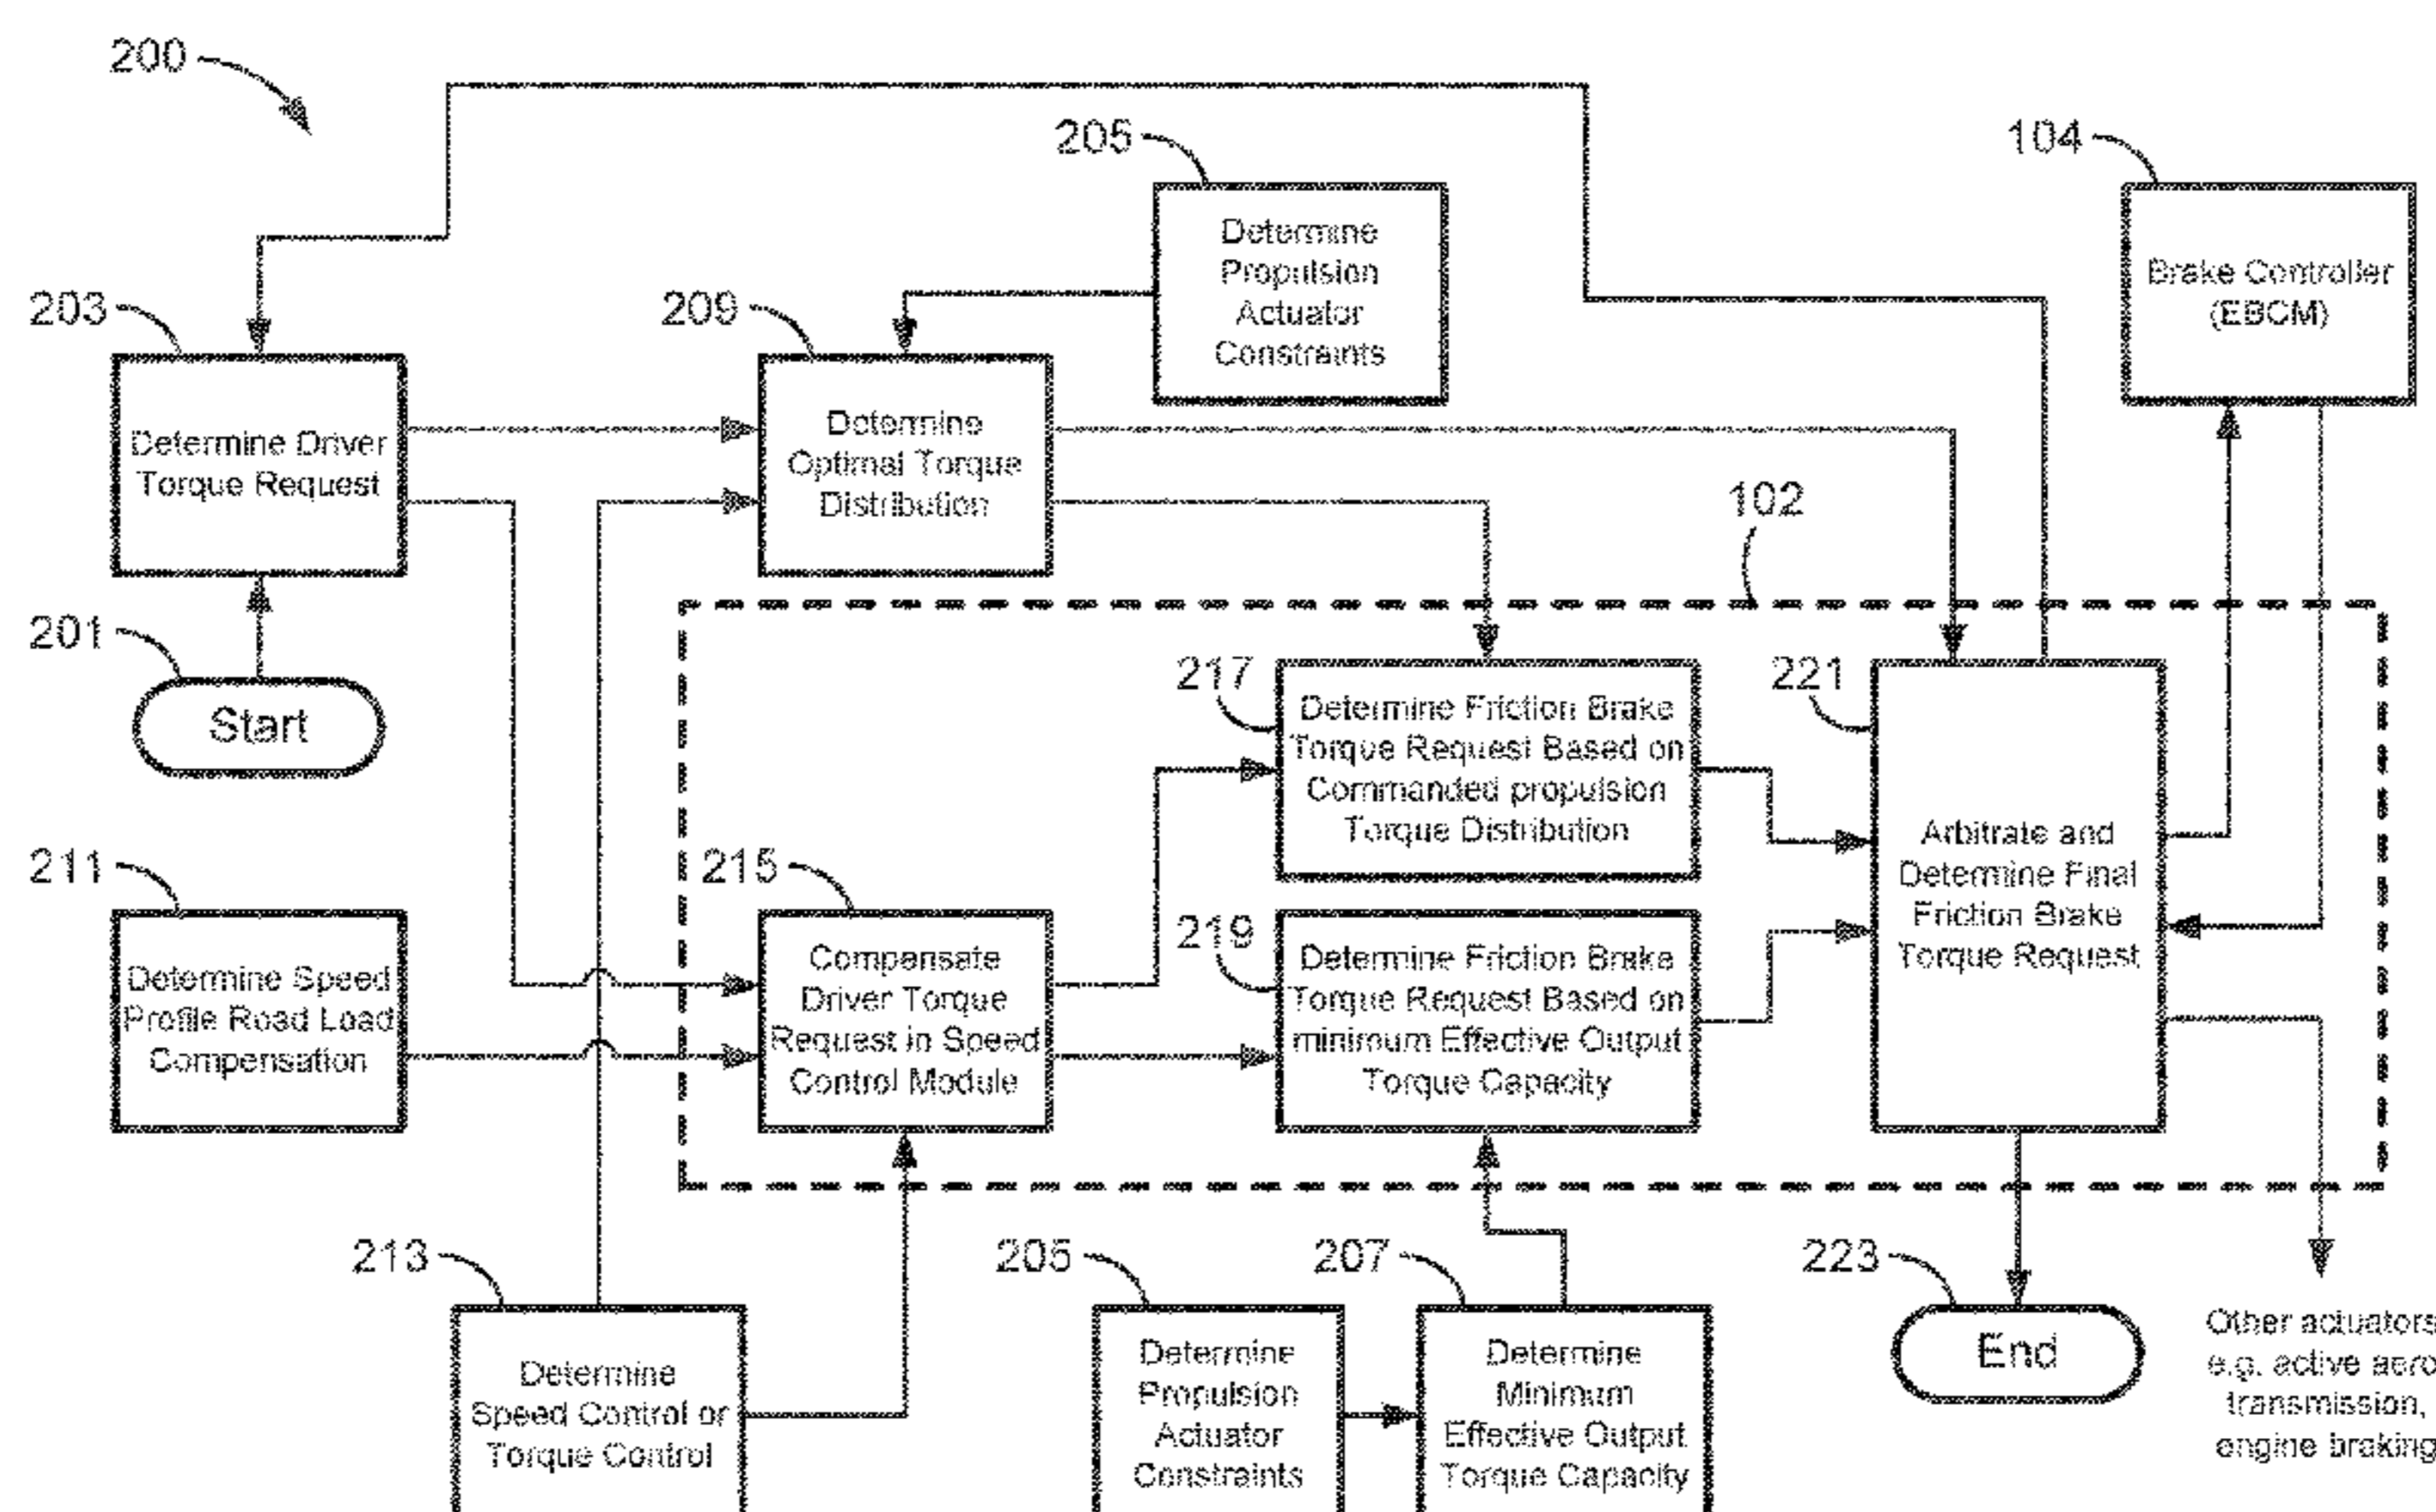 200
205
104
Determine
Propulsion
Actuator
Constraints
Brake Controller
(EBCM)
203
209
Determine Driver
Torque Request
Determine
Optimal Torque
Distribution
102
201
Start
217
Determine Friction Brake
Torque Request Based on
Commanded propulsion
Torque Distribution
221
Arbitrate and
Determine Final
Friction Brake
Torque Request
211
Determine Speed
Profile Road Load
Compensation
215
Compensate
Driver Torque
Request in Speed
Control Module
219
Determine Friction Brake
Torque Request Based on
minimum Effective Output
Torque Capacity
213
Determine
Speed Control or
Torque Control
205
Determine
Propulsion
Actuator
Constraints
207
Determine
Minimum
Effective Output
Torque Capacity
223
End
Other actuators
e.g. active aero
transmission,
engine braking